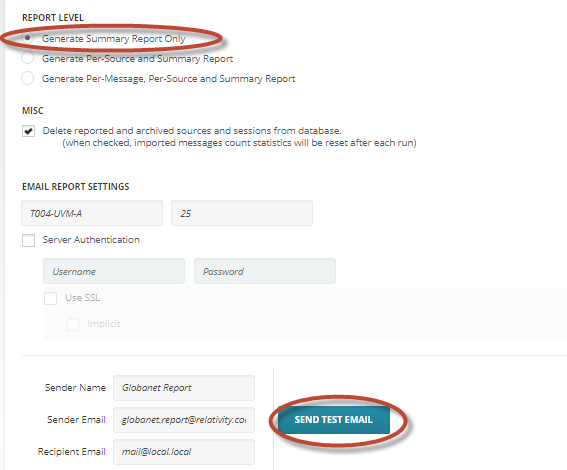 REPORT LEVEL
Generate Summary Report Only
Generate Per-Source and Summary Report
Generate Per-Message, Per-Source and Summary Report
MISC
Delete reported and archived sources and sessions from database.
(when checked, imported messages count statistics will be reset after each run)
EMAIL REPORT SETTINGS
T004-UVM-A 25
Server Authentication
Username Password
Use SSL
Implicit
Sender Name Globanet Report
Sender Email globanet.report@relativity.co
SEND TEST EMAIL
Recipient Email mail@local.local